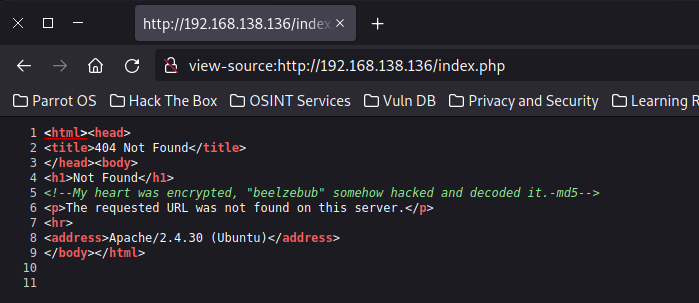 http://192.168.138.136/index
view-source:http://192.168.138.136/index.php
Parrot OS Hack The Box OSINT Services Vuln DB Privacy and Security Learning R
1 <html><head>
2 <title>404 Not Found</title>
3 </head><body>
4 <h1>Not Found</h1>
5 <!--My heart was encrypted, "beelzebub" somehow hacked and decoded it.-md5-->
6 <p>The requested URL was not found on this server.</p>
7 <hr>
8 <address>Apache/2.4.30 (Ubuntu)</address>
9 </body></html>
10
11